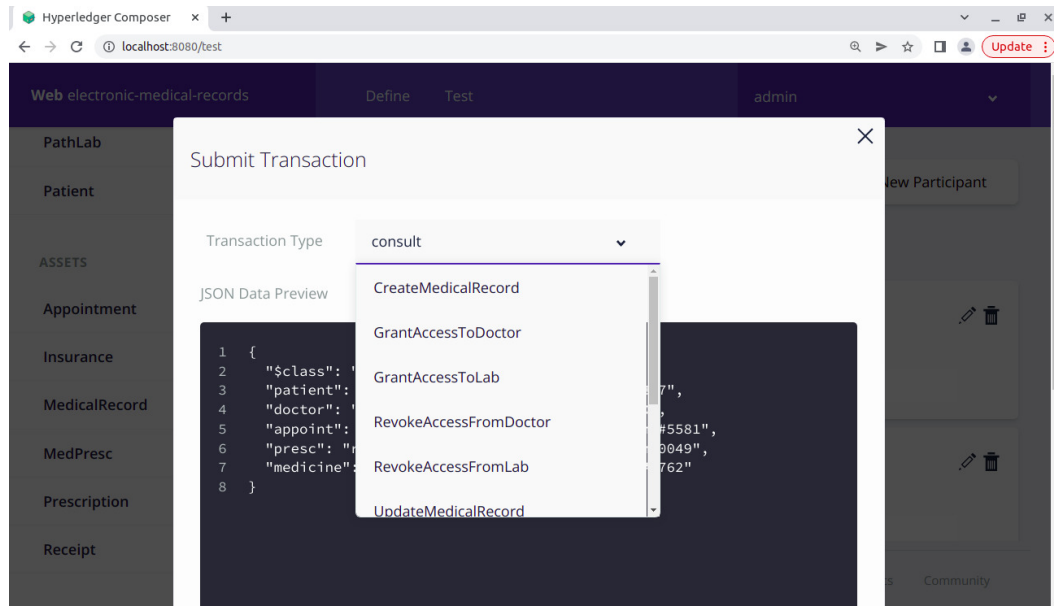 Hyperledger Composer
localhost:8080/test
Update
Web electronic-medical-records
Define
Test
admin
PathLab
Patient
ASSETS
Appointment
Insurance
MedicalRecord
MedPresc
Prescription
Receipt
New Participant
Submit Transaction
Transaction Type
consult
JSON Data Preview
CreateMedicalRecord
GrantAccessToDoctor
GrantAccessToLab
RevokeAccessFromDoctor
RevokeAccessFromLab
UpdateMedicalRecord
1 {
2 "$class": "
3 "patient": 7",
4 "doctor": " ",
5 "appoint": #5581",
6 "presc": "r 0049",
7 "medicine": 762"
8 }
Community